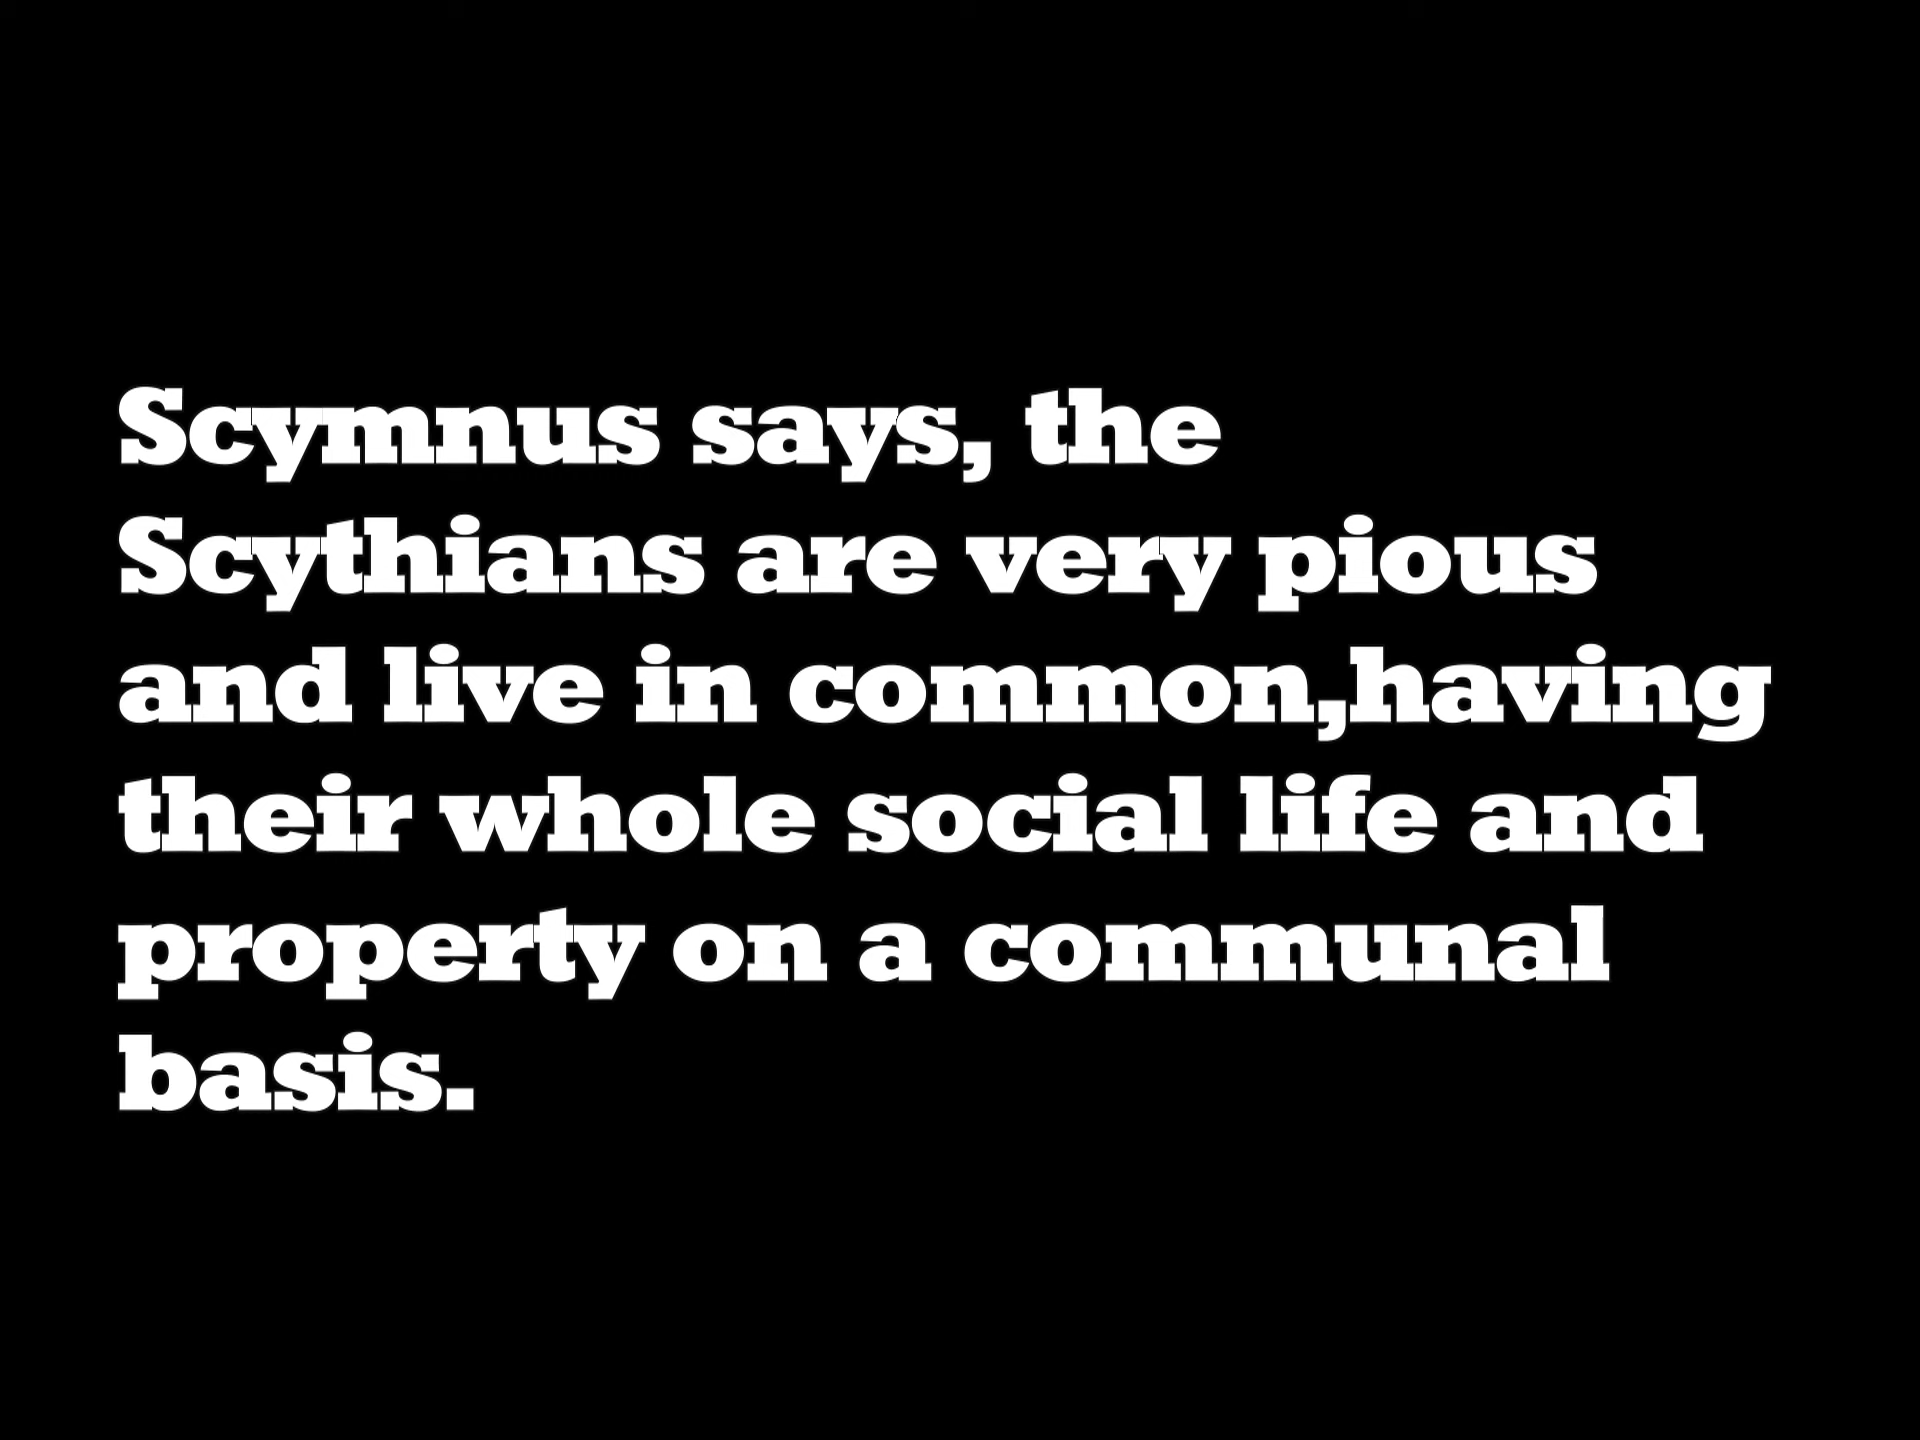 Scymnus says, the
Scythians are very pious
and live in common,having
their whole social life and
property on a communal
basis.